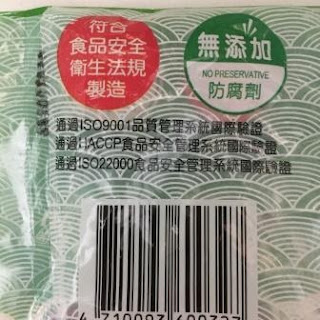 符合
食品安全
衛生法規
製造
無添加
NO PRESERVATIVE
防腐劑
通過ISO9001品質管理系統國際驗證
通過HACCP食品安全管理系統國際驗證
通過ISO22000食品安全管理系統國際驗證